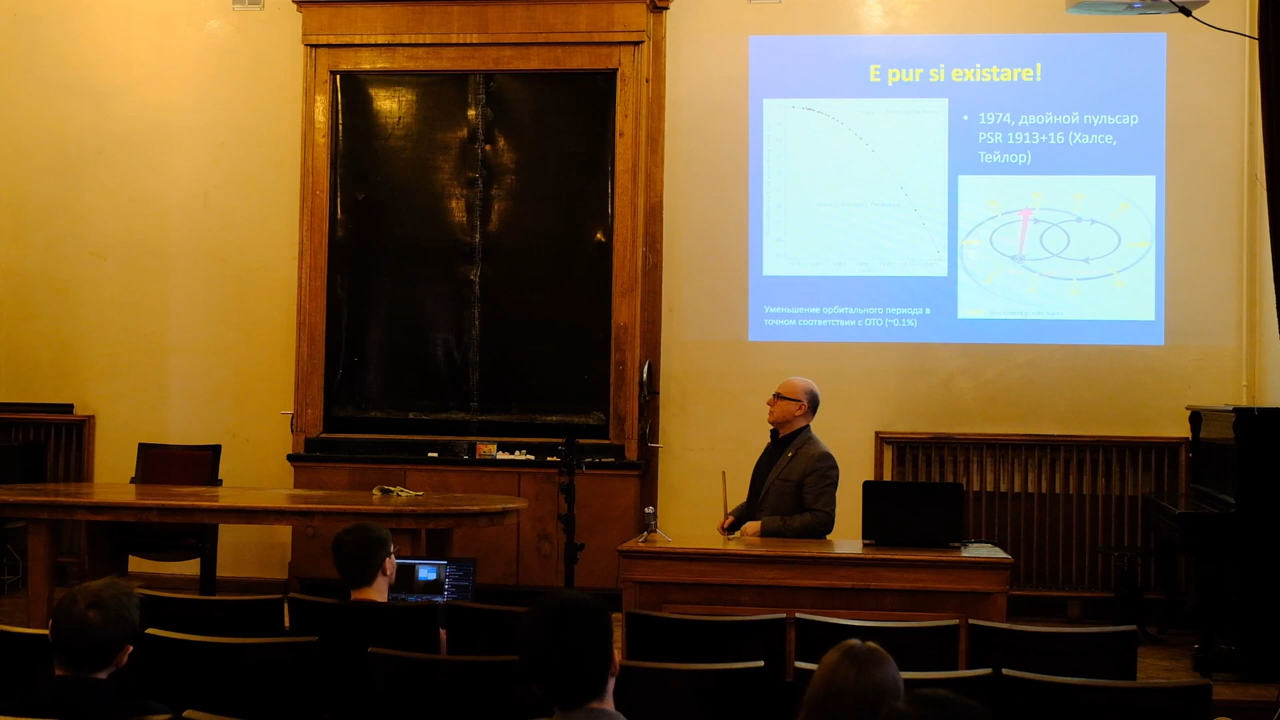 E pur si existare!
• 1974, двойной пульсар
PSR 1913+16 (Халсе,
Тейлор)
Уменьшение орбитального периода в
точном соответствии с ОТО (~0.1%)